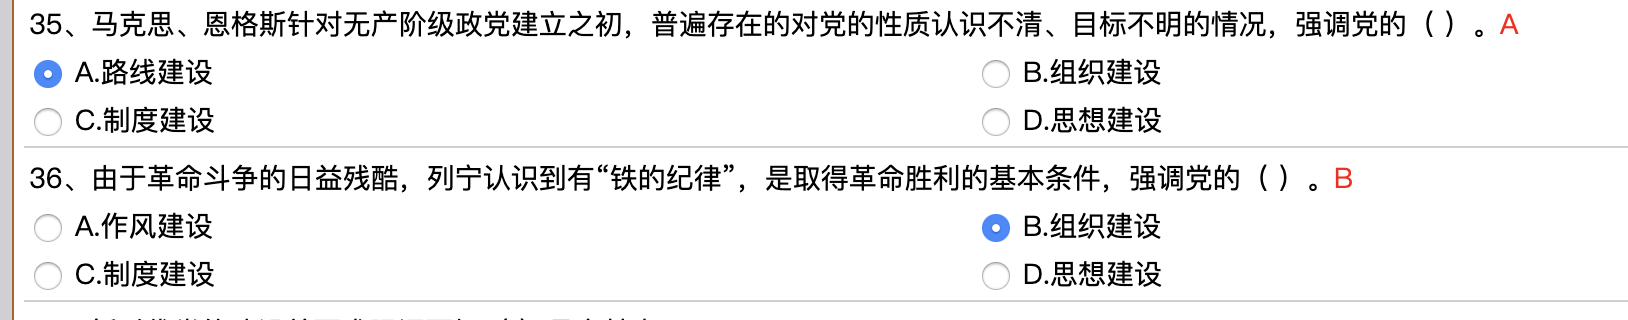 35、马克思、恩格斯针对无产阶级政党建立之初，普遍存在的对党的性质认识不清、目标不明的情况，强调党的（ ）。A
A.路线建设 B.组织建设
C.制度建设 D.思想建设
36、由于革命斗争的日益残酷，列宁认识到有“铁的纪律”，是取得革命胜利的基本条件，强调党的（ ）。B
A.作风建设 B.组织建设
C.制度建设 D.思想建设